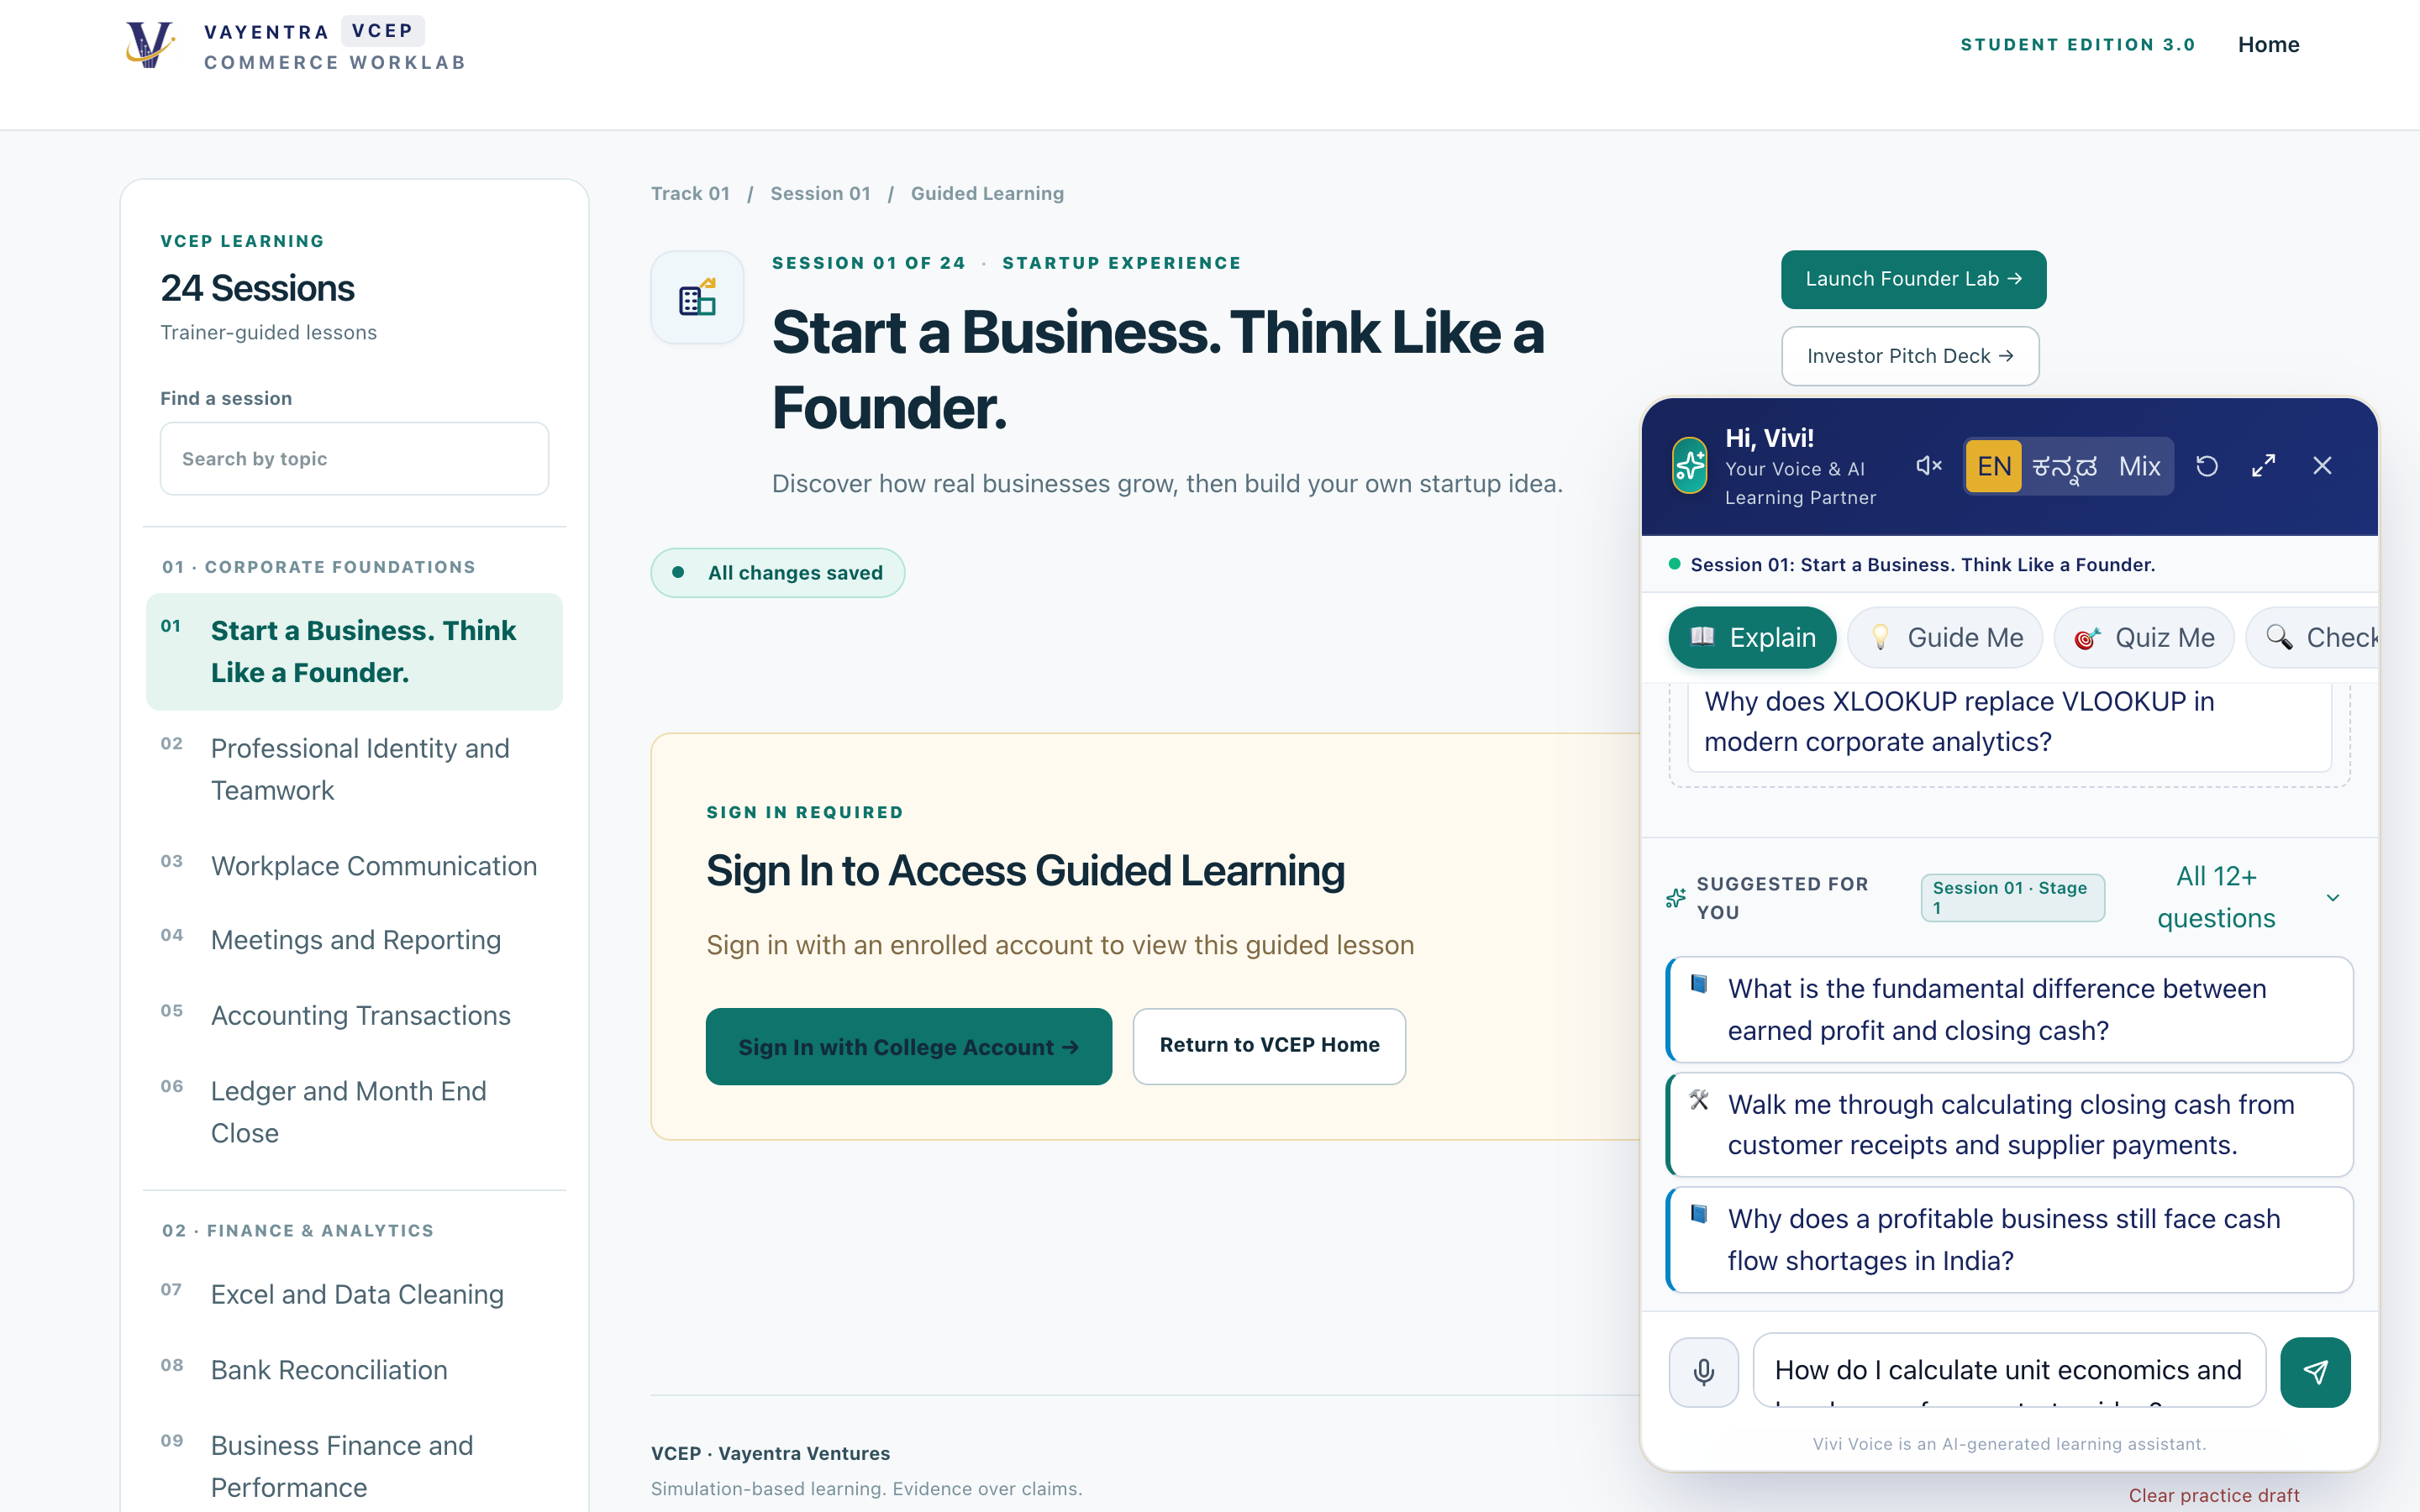 VAYENTRA VCEP
COMMERCE WORKLAB
STUDENT EDITION 3.0
Home
VCEP LEARNING
24 Sessions
Trainer-guided lessons
Find a session
Search by topic
01 · CORPORATE FOUNDATIONS
01 Start a Business. Think
Like a Founder.
02 Professional Identity and
Teamwork
03 Workplace Communication
04 Meetings and Reporting
05 Accounting Transactions
06 Ledger and Month End
Close
02 · FINANCE & ANALYTICS
07 Excel and Data Cleaning
08 Bank Reconciliation
09 Business Finance and
Performance
Track 01 / Session 01 / Guided Learning
SESSION 01 OF 24 · STARTUP EXPERIENCE
Start a Business. Think Like a
Founder.
Discover how real businesses grow, then build your own startup idea.
Launch Founder Lab →
Investor Pitch Deck →
All changes saved
SIGN IN REQUIRED
Sign In to Access Guided Learning
Sign in with an enrolled account to view this guided lesson
Sign In with College Account →
Return to VCEP Home
VCEP · Vayentra Ventures
Simulation-based learning. Evidence over claims.
Clear practice draft
Hi, Vivi!
Your Voice & AI
Learning Partner
EN ಕನ್ನಡ Mix
Session 01: Start a Business. Think Like a Founder.
Explain
Guide Me
Quiz Me
Check
Why does XLOOKUP replace VLOOKUP in
modern corporate analytics?
SUGGESTED FOR
YOU
Session 01 · Stage
1
All 12+
questions
What is the fundamental difference between
earned profit and closing cash?
Walk me through calculating closing cash from
customer receipts and supplier payments.
Why does a profitable business still face cash
flow shortages in India?
How do I calculate unit economics and
Vivi Voice is an AI-generated learning assistant.